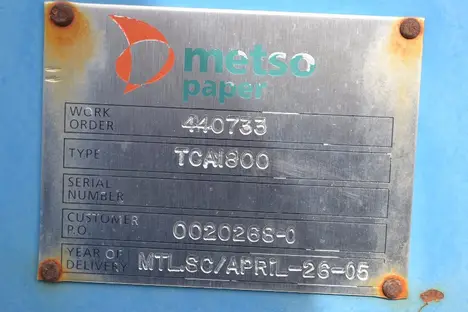 metso
paper
WORK
ORDER 440733
TYPE TCA1800
SERIAL
NUMBER
CUSTOMER
P.O. 0020268-0
YEAR OF
DELIVERY MTL.SC/APRIL-26-05